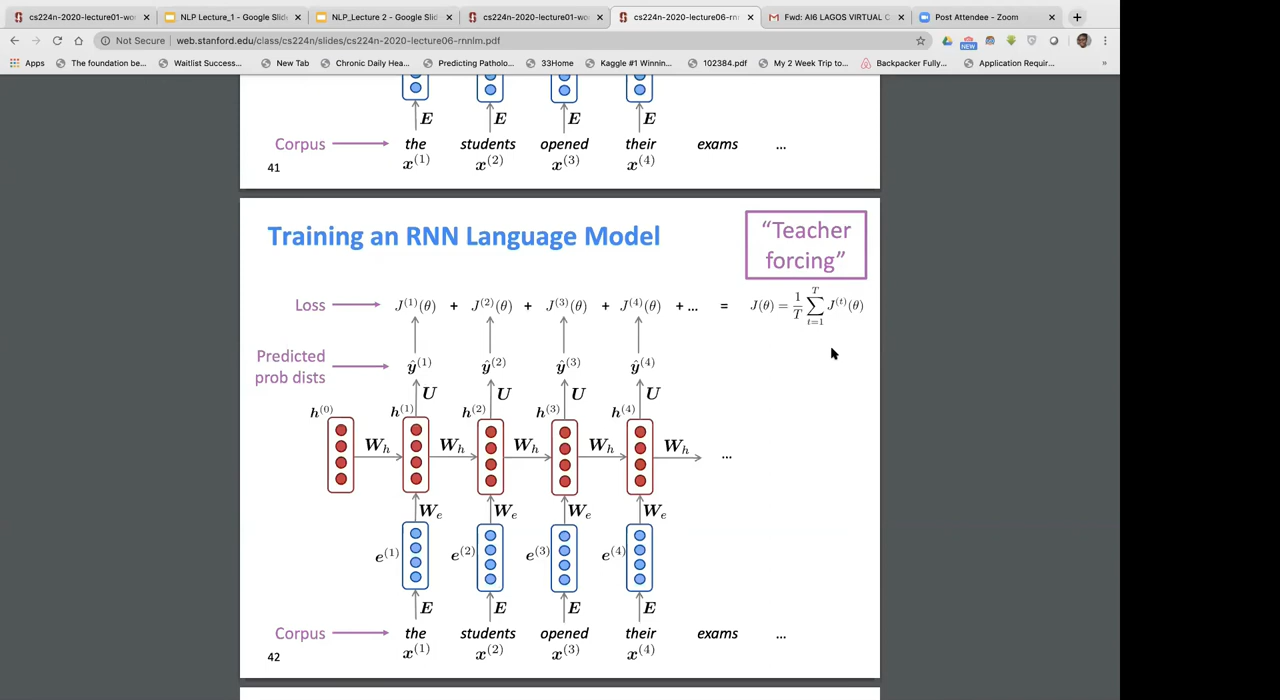 cs224n-2020-lecture01-wo
NLP Lecture_1 - Google Slid
NLP_Lecture 2 - Google Slid
cs224n-2020-lecture01-wo
cs224n-2020-lecture06-rn
Fwd: AI6 LAGOS VIRTUAL C
Post Attendee - Zoom
Not Secure | web.stanford.edu/class/cs224n/slides/cs224n-2020-lecture06-rnnlm.pdf
NEW
Apps The foundation be... Waitlist Success... New Tab Chronic Daily Hea... Predicting Patholo... 33Home Kaggle #1 Winnin... 102384.pdf My 2 Week Trip to... Backpacker Fully... Application Requir... »
E E E E
Corpus the students opened their exams ...
x⁽¹⁾ x⁽²⁾ x⁽³⁾ x⁽⁴⁾
41
Training an RNN Language Model
“Teacher
forcing”
Loss J⁽¹⁾(θ) + J⁽²⁾(θ) + J⁽³⁾(θ) + J⁽⁴⁾(θ) + ... = J(θ) = 1/T ∑ᵀₜ₌₁ J⁽ᵗ⁾(θ)
Predicted
prob dists
ŷ⁽¹⁾ ŷ⁽²⁾ ŷ⁽³⁾ ŷ⁽⁴⁾
U U U U
h⁽⁰⁾ h⁽¹⁾ h⁽²⁾ h⁽³⁾ h⁽⁴⁾
Wₕ Wₕ Wₕ Wₕ Wₕ ...
Wₑ Wₑ Wₑ Wₑ
e⁽¹⁾ e⁽²⁾ e⁽³⁾ e⁽⁴⁾
E E E E
Corpus the students opened their exams ...
x⁽¹⁾ x⁽²⁾ x⁽³⁾ x⁽⁴⁾
42